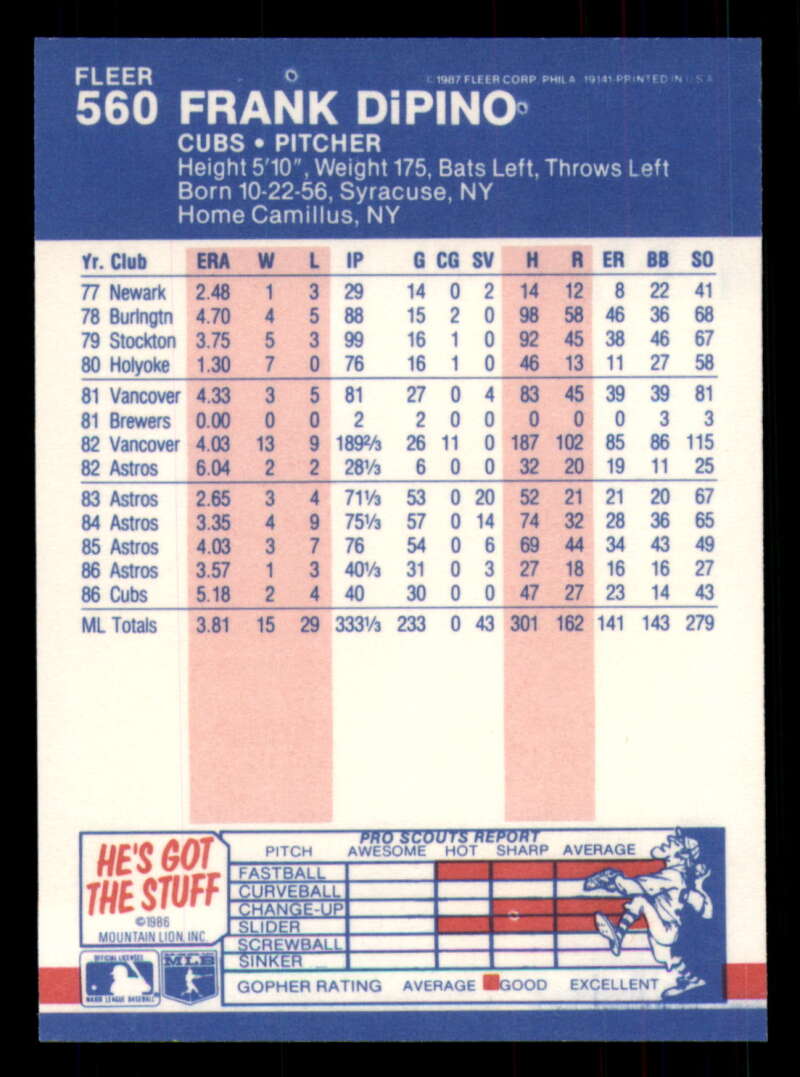 FLEER
©1987 FLEER CORP. PHILA. 19141-PRINTED IN U.S.A.
560 FRANK DiPINO
CUBS • PITCHER
Height 5'10", Weight 175, Bats Left, Throws Left
Born 10-22-56, Syracuse, NY
Home Camillus, NY
Yr. Club ERA W L IP G CG SV H R ER BB SO
77 Newark 2.48 1 3 29 14 0 2 14 12 8 22 41
78 Burlngtn 4.70 4 5 88 15 2 0 98 58 46 36 68
79 Stockton 3.75 5 3 99 16 1 0 92 45 38 46 67
80 Holyoke 1.30 7 0 76 16 1 0 46 13 11 27 58
81 Vancover 4.33 3 5 81 27 0 4 83 45 39 39 81
81 Brewers 0.00 0 0 2 2 0 0 0 0 0 3 3
82 Vancover 4.03 13 9 189⅔ 26 11 0 187 102 85 86 115
82 Astros 6.04 2 2 28⅓ 6 0 0 32 20 19 11 25
83 Astros 2.65 3 4 71⅓ 53 0 20 52 21 21 20 67
84 Astros 3.35 4 9 75⅓ 57 0 14 74 32 28 36 65
85 Astros 4.03 3 7 76 54 0 6 69 44 34 43 49
86 Astros 3.57 1 3 40⅓ 31 0 3 27 18 16 16 27
86 Cubs 5.18 2 4 40 30 0 0 47 27 23 14 43
ML Totals 3.81 15 29 333⅓ 233 0 43 301 162 141 143 279
HE'S GOT
THE STUFF
©1986
MOUNTAIN LION, INC.
OFFICIAL LICENSEE
MAJOR LEAGUE BASEBALL
MLB
PRO SCOUTS REPORT
PITCH AWESOME HOT SHARP AVERAGE
FASTBALL
CURVEBALL
CHANGE-UP
SLIDER
SCREWBALL
SINKER
GOPHER RATING AVERAGE GOOD EXCELLENT